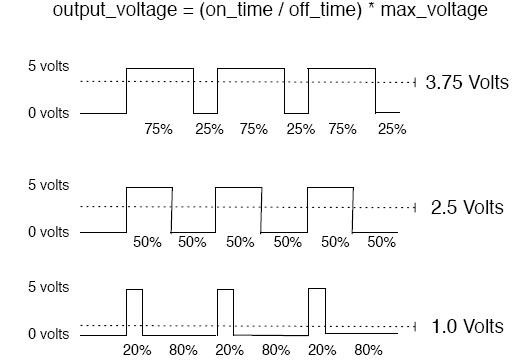 output_voltage = (on_time / off_time) * max_voltage
5 volts
3.75 Volts
0 volts
75% 25% 75% 25% 75% 25%
5 volts
2.5 Volts
0 volts
50% 50% 50% 50% 50% 50%
5 volts
1.0 Volts
0 volts
20% 80% 20% 80% 20% 80%